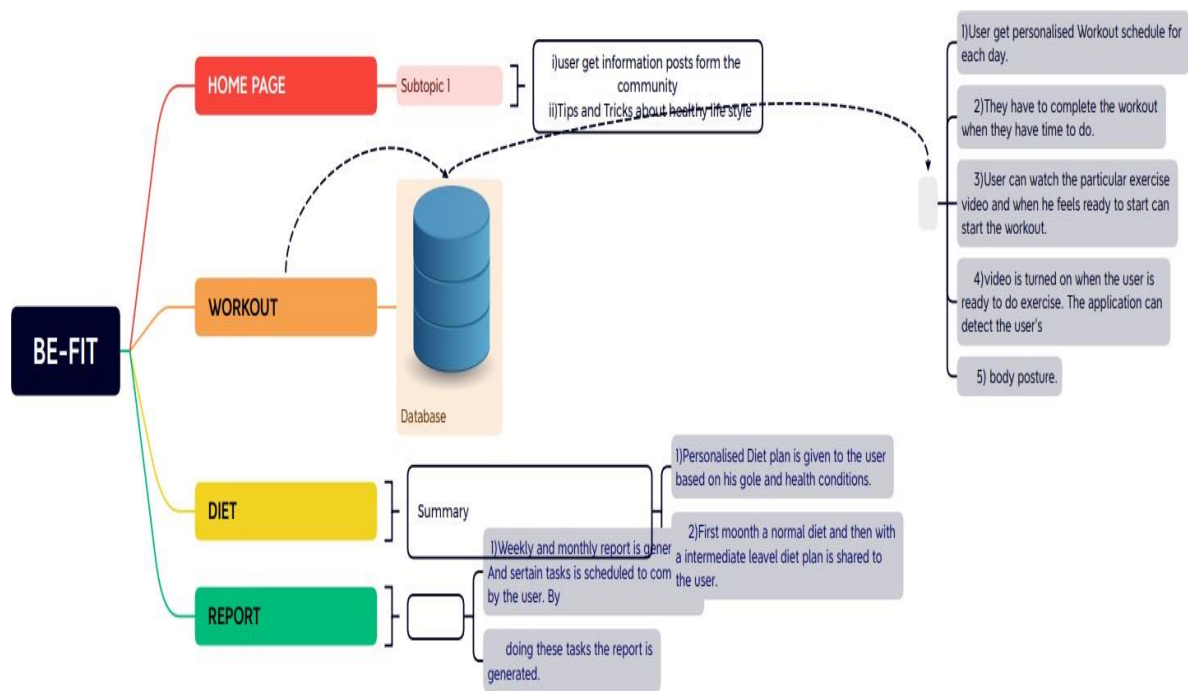 BE-FIT
HOME PAGE
Subtopic 1
i)user get information posts form the
community
ii)Tips and Tricks about healthy life style
WORKOUT
Database
1)User get personalised Workout schedule for
each day.
2)They have to complete the workout
when they have time to do.
3)User can watch the particular exercise
video and when he feels ready to start can
start the workout.
4)video is turned on when the user is
ready to do exercise. The application can
detect the user's
5) body posture.
DIET
Summary
1)Personalised Diet plan is given to the user
based on his gole and health conditions.
2)First moonth a normal diet and then with
a intermediate leavel diet plan is shared to
the user.
REPORT
1)Weekly and monthly report is gener
And sertain tasks is scheduled to com
by the user. By
doing these tasks the report is
generated.